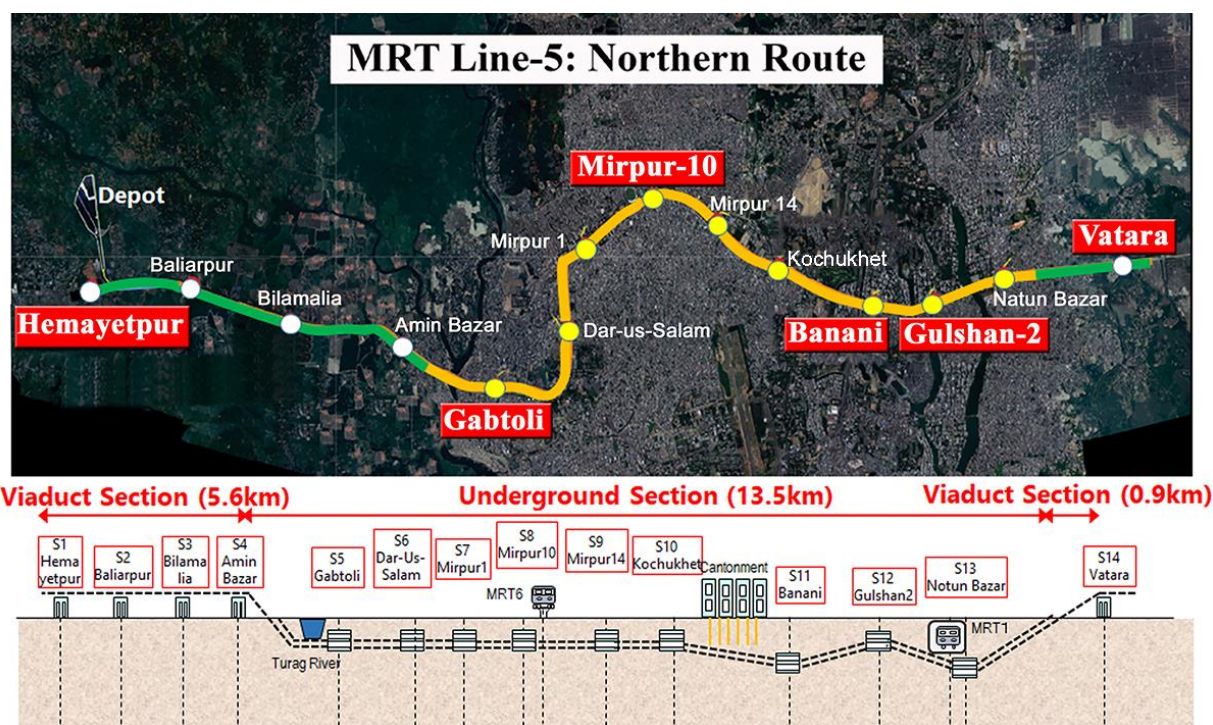 MRT Line-5: Northern Route
Depot
Hemayetpur
Baliarpur
Bilamalia
Amin Bazar
Gabtoli
Dar-us-Salam
Mirpur 1
Mirpur-10
Mirpur 14
Kochukhet
Banani
Gulshan-2
Natun Bazar
Vatara
Viaduct Section (5.6km)
Underground Section (13.5km)
Viaduct Section (0.9km)
S1
Hema
yetpur
S2
Baliarpur
S3
Bilama
lia
S4
Amin
Bazar
S5
Gabtoli
S6
Dar-Us-
Salam
S7
Mirpur1
S8
Mirpur10
S9
Mirpur14
S10
Kochukhet
Cantonment
S11
Banani
S12
Gulshan2
S13
Notun Bazar
S14
Vatara
MRT6
MRT1
Turag River